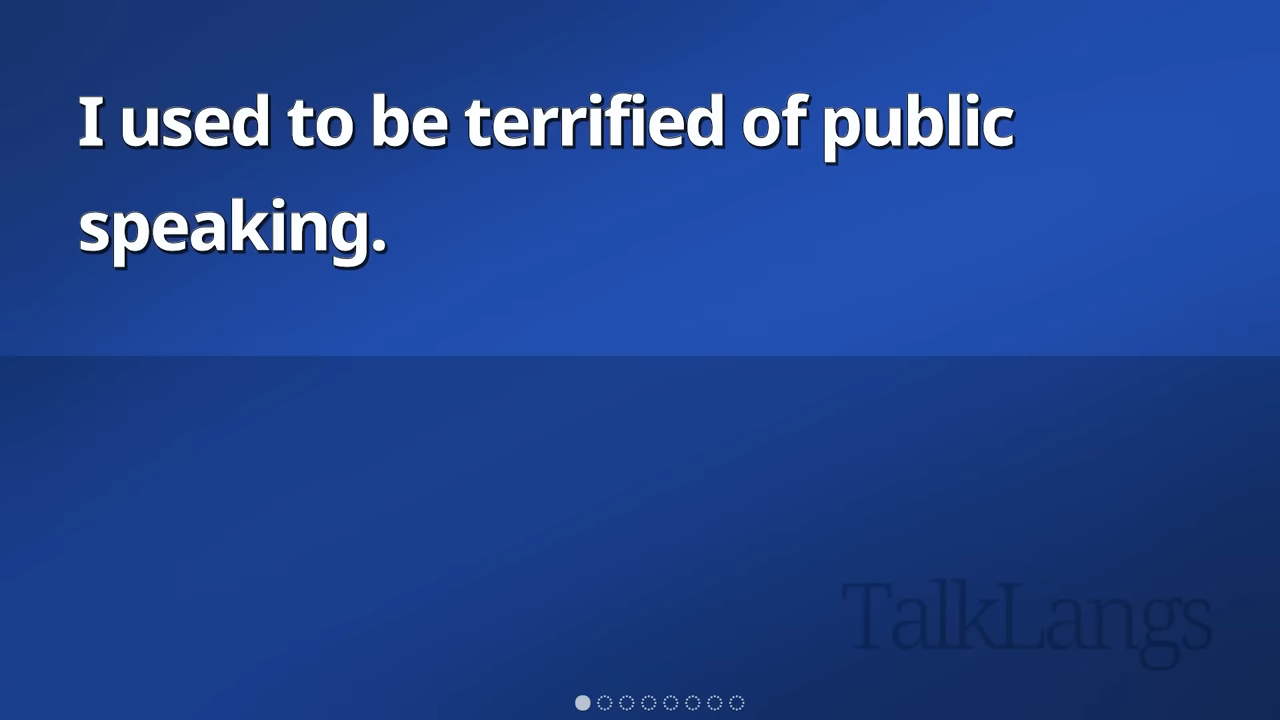 I used to be terrified of public
speaking.
TalkLangs